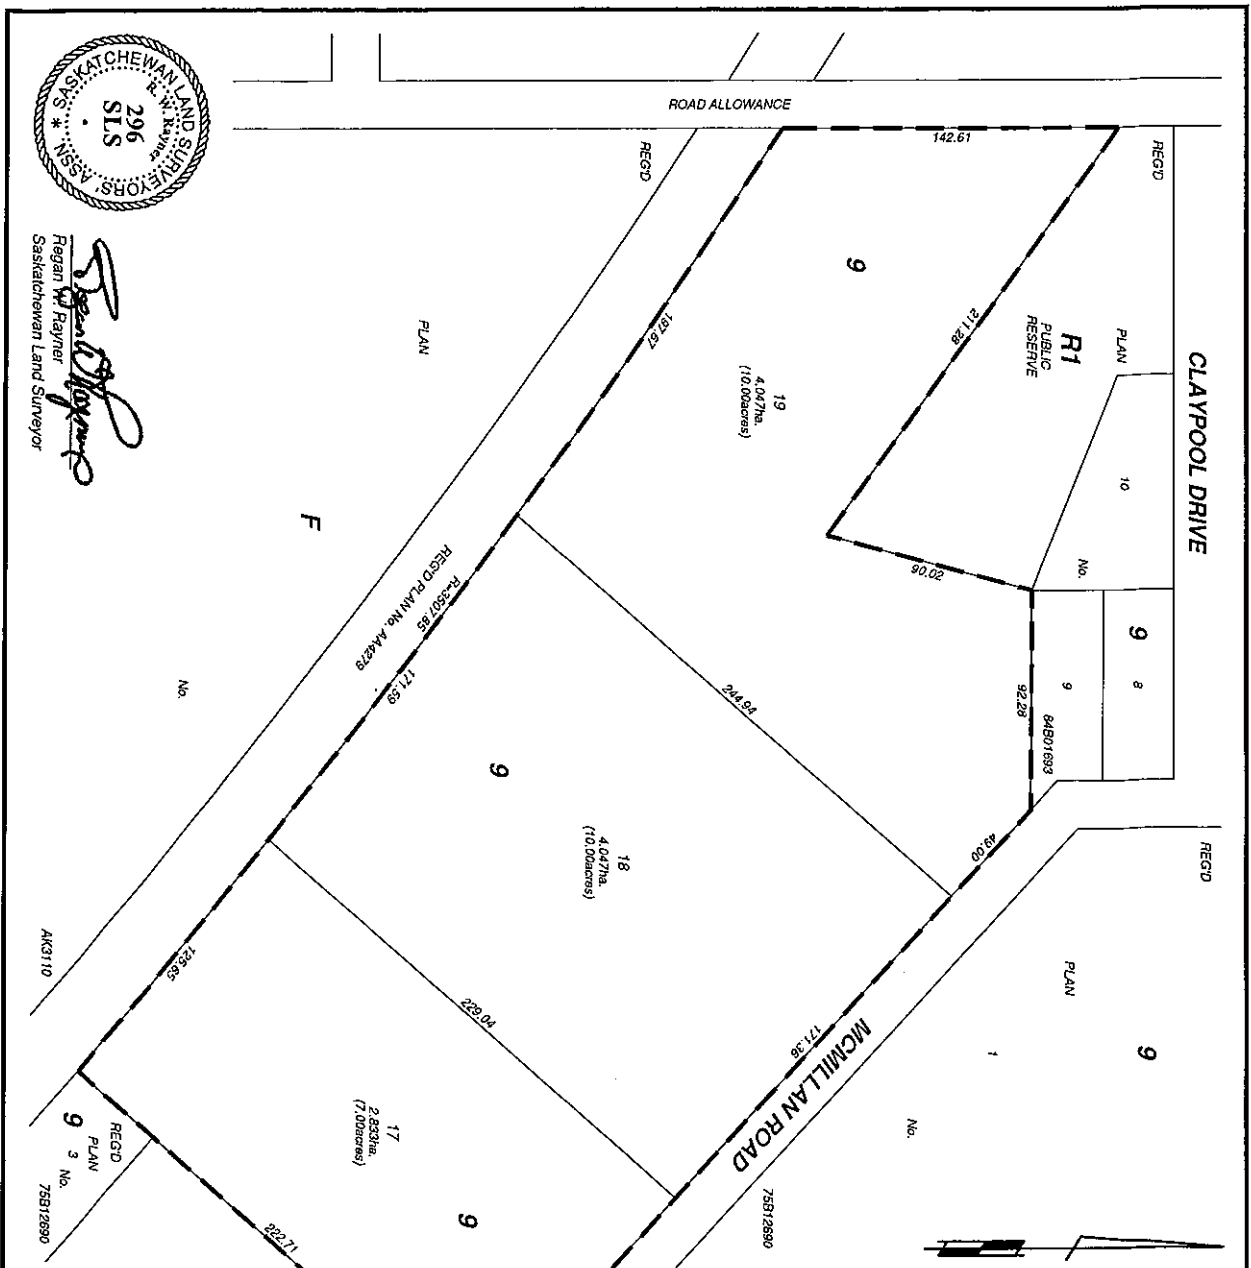 SASKATCHEWAN LAND SURVEYORS' ASSN. *
R. W. Rayner
296
SLS
Regan W. Rayner
Saskatchewan Land Surveyor
ROAD ALLOWANCE
142.61
REG'D
REG'D
CLAYPOOL DRIVE
9
R1
PUBLIC
RESERVE
PLAN
211.28
197.67
PLAN
19
4.047ha.
(10.00acres)
10
No.
90.02
F
REG'D PLAN No. AA4279
R=3507.85
171.59
9
8
9
84B01693
92.28
244.94
No.
49.00
REG'D
9
18
4.047ha.
(10.00acres)
AK3110
125.65
229.04
171.36
MCMILLAN ROAD
PLAN
9
1
No.
17
2.833ha.
(7.00acres)
9
REG'D
PLAN
3
No.
9
75B12690
222.71
75B12690